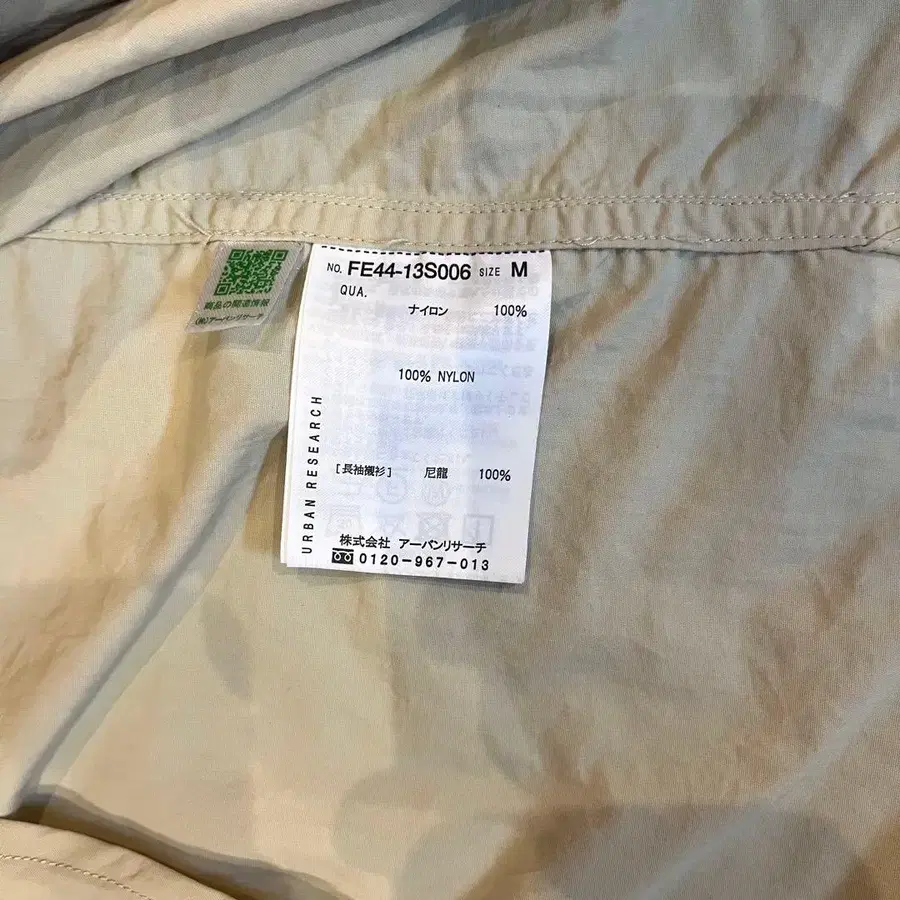 商品の関連情報
(株)アーバンリサーチ
NO. FE44-13S006 SIZE M
QUA.
ナイロン 100%
100% NYLON
URBAN RESEARCH
[長袖襯衫] 尼龍 100%
株式会社 アーバンリサーチ
0120-967-013